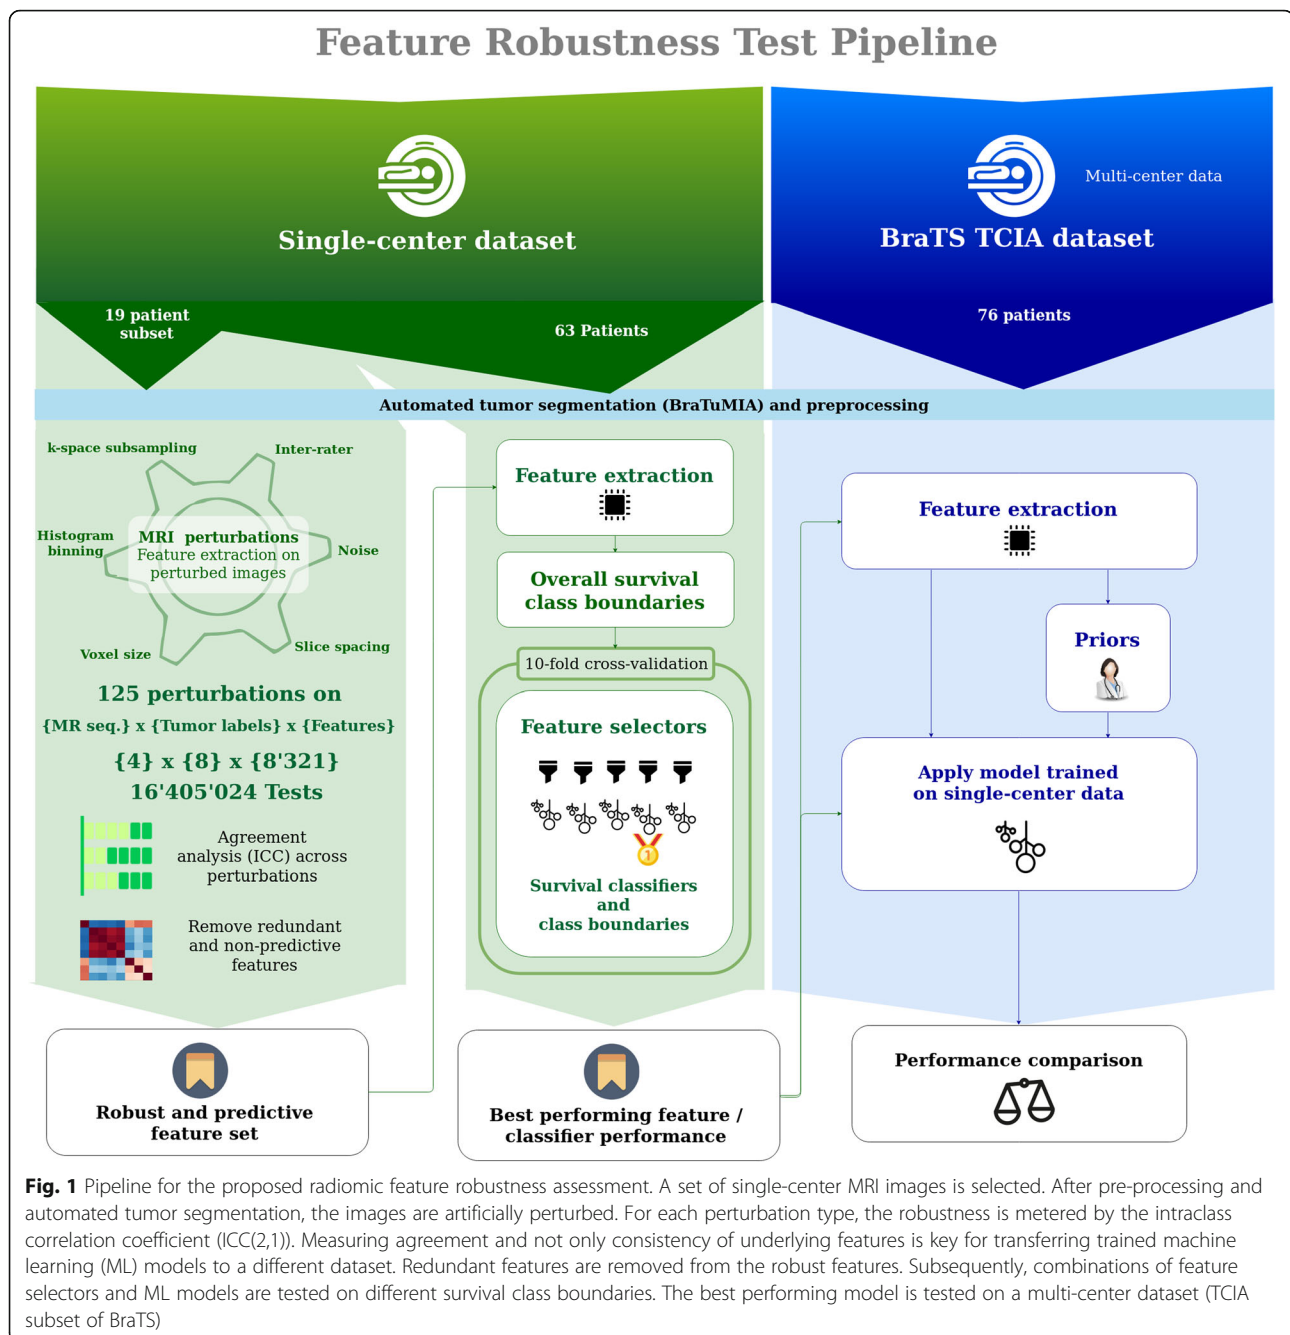 Feature Robustness Test Pipeline
Single-center dataset
Multi-center data
BraTS TCIA dataset
19 patient
subset
63 Patients
76 patients
Automated tumor segmentation (BraTuMIA) and preprocessing
k-space subsampling
Inter-rater
Histogram
binning
MRI perturbations
Feature extraction on
perturbed images
Noise
Voxel size
Slice spacing
125 perturbations on
{MR seq.} x {Tumor labels} x {Features}
{4} x {8} x {8'321}
16'405'024 Tests
Agreement
analysis (ICC) across
perturbations
Remove redundant
and non-predictive
features
Robust and predictive
feature set
Feature extraction
Overall survival
class boundaries
10-fold cross-validation
Feature selectors
1
Survival classifiers
and
class boundaries
Best performing feature /
classifier performance
Feature extraction
Priors
Apply model trained
on single-center data
Performance comparison
Fig. 1 Pipeline for the proposed radiomic feature robustness assessment. A set of single-center MRI images is selected. After pre-processing and
automated tumor segmentation, the images are artificially perturbed. For each perturbation type, the robustness is metered by the intraclass
correlation coefficient (ICC(2,1)). Measuring agreement and not only consistency of underlying features is key for transferring trained machine
learning (ML) models to a different dataset. Redundant features are removed from the robust features. Subsequently, combinations of feature
selectors and ML models are tested on different survival class boundaries. The best performing model is tested on a multi-center dataset (TCIA
subset of BraTS)